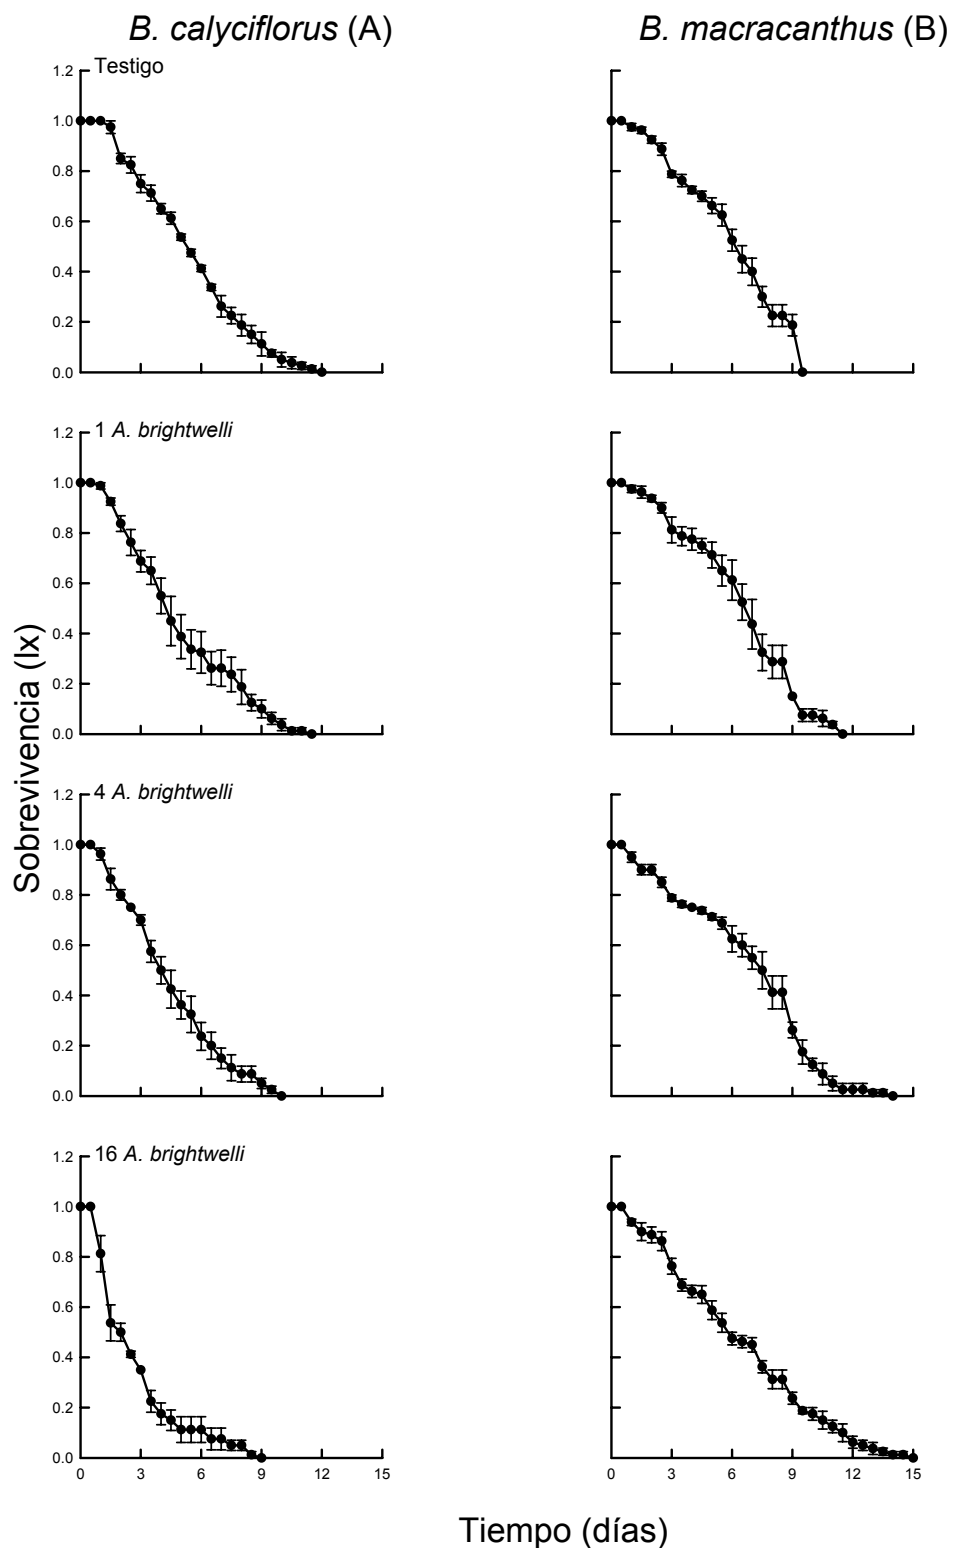 B. calyciflorus (A)
B. macracanthus (B)
Testigo
1.2
1.0
0.8
0.6
0.4
0.2
0.0
1 A. brightwelli
1.2
1.0
0.8
0.6
0.4
0.2
0.0
4 A. brightwelli
1.2
1.0
0.8
0.6
0.4
0.2
0.0
16 A. brightwelli
1.2
1.0
0.8
0.6
0.4
0.2
0.0
0 3 6 9 12 15
0 3 6 9 12 15
Sobrevivencia (lx)
Tiempo (días)